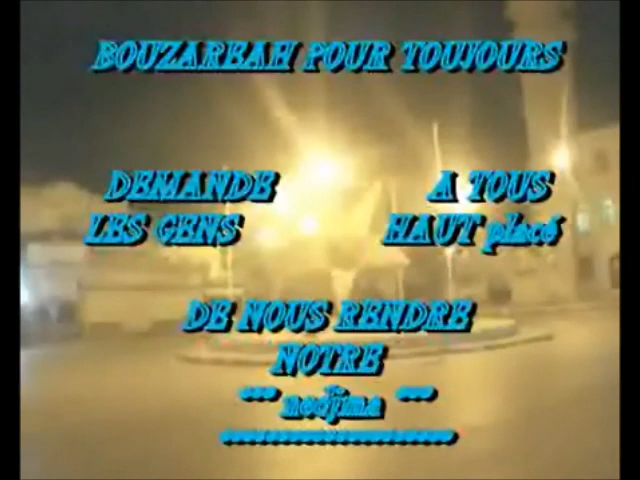 BOUZAREAH POUR TOUJOURS
DEMANDE A TOUS
LES GENS HAUT placé
DE NOUS RENDRE
NOTRE
""" nedjma """